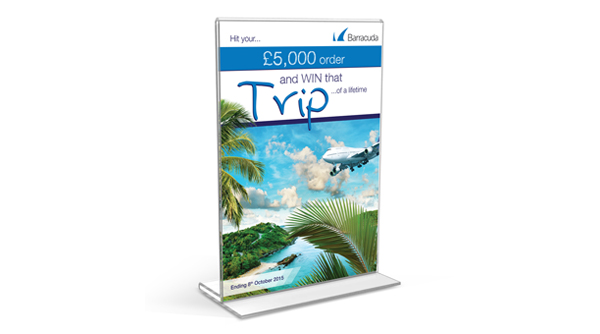 Hit your...
Barracuda
£5,000 order
and WIN that
Trip
...of a lifetime
Ending 8th October 2015